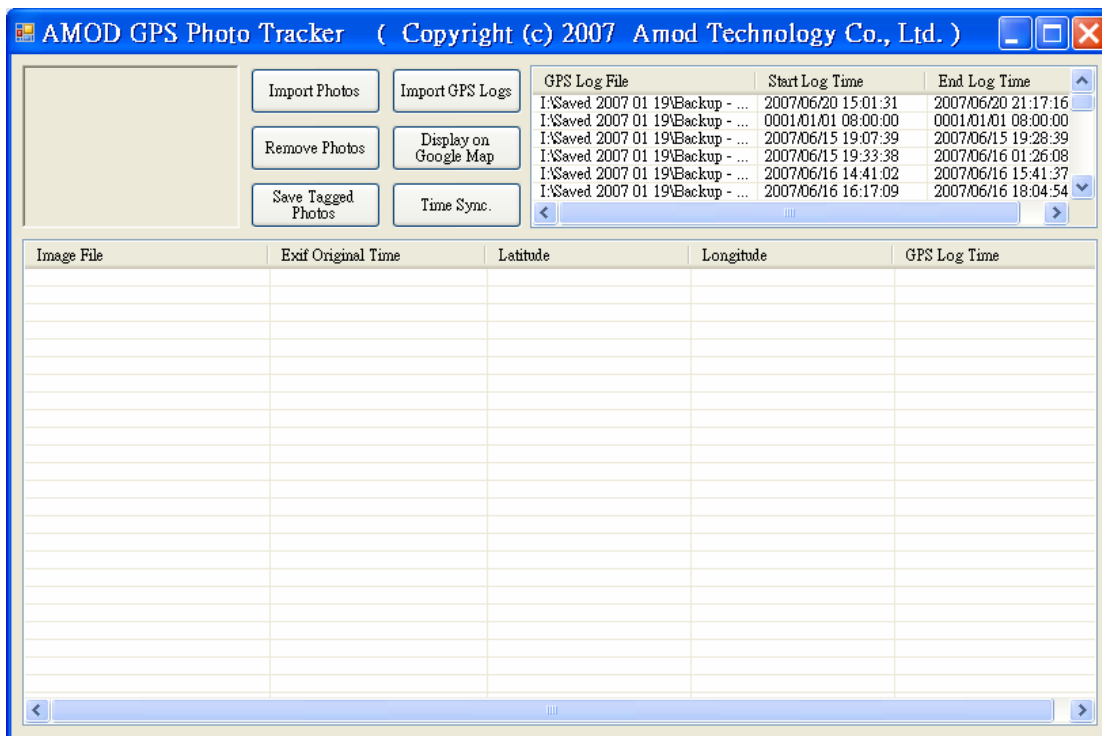 AMOD GPS Photo Tracker ( Copyright (c) 2007 Amod Technology Co., Ltd. )
Import Photos
Import GPS Logs
Remove Photos
Display on
Google Map
Save Tagged
Photos
Time Sync.
GPS Log File Start Log Time End Log Time
I:\Saved 2007 01 19\Backup - ... 2007/06/20 15:01:31 2007/06/20 21:17:16
I:\Saved 2007 01 19\Backup - ... 0001/01/01 08:00:00 0001/01/01 08:00:00
I:\Saved 2007 01 19\Backup - ... 2007/06/15 19:07:39 2007/06/15 19:28:39
I:\Saved 2007 01 19\Backup - ... 2007/06/15 19:33:38 2007/06/16 01:26:08
I:\Saved 2007 01 19\Backup - ... 2007/06/16 14:41:02 2007/06/16 15:41:37
I:\Saved 2007 01 19\Backup - ... 2007/06/16 16:17:09 2007/06/16 18:04:54
Image File Exif Original Time Latitude Longitude GPS Log Time